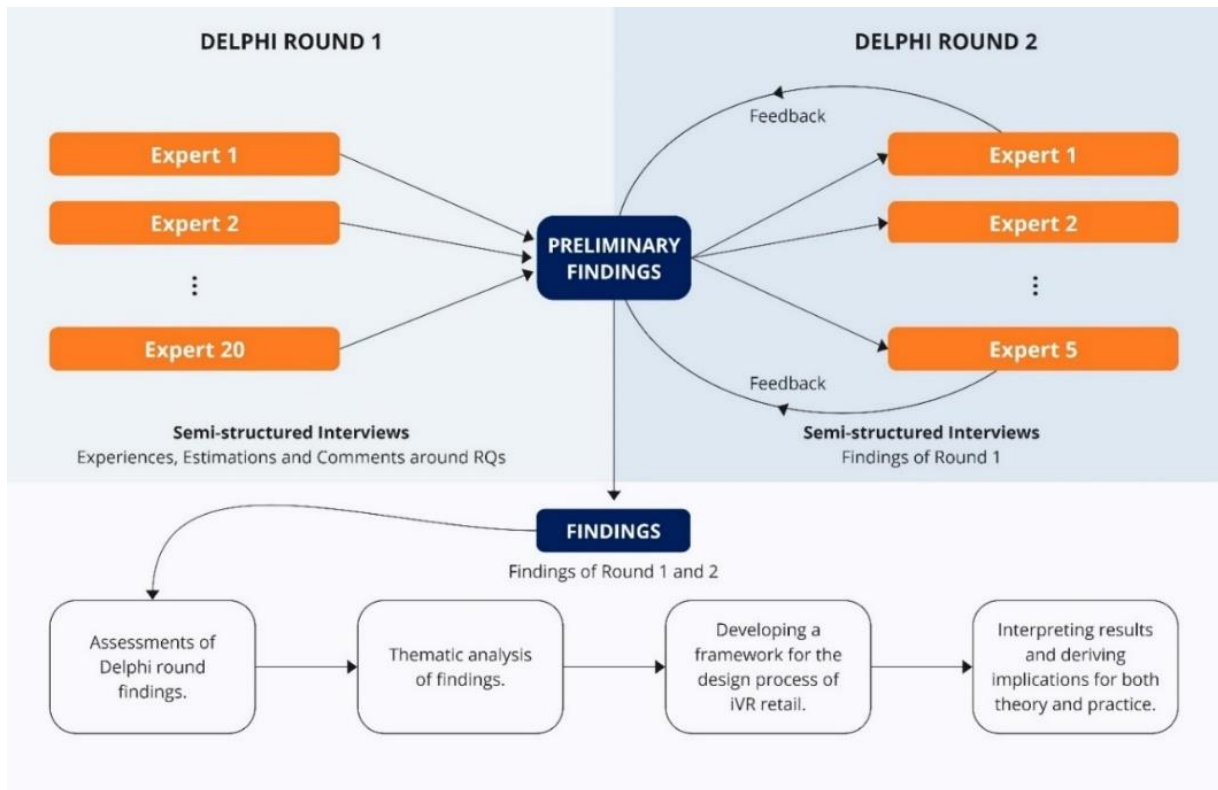 DELPHI ROUND 1
Expert 1
Expert 2
⋮
Expert 20
Semi-structured Interviews
Experiences, Estimations and Comments around RQs
PRELIMINARY
FINDINGS
DELPHI ROUND 2
Feedback
Expert 1
Expert 2
⋮
Expert 5
Feedback
Semi-structured Interviews
Findings of Round 1
FINDINGS
Findings of Round 1 and 2
Assessments of
Delphi round
findings.
Thematic analysis
of findings.
Developing a
framework for the
design process of
iVR retail.
Interpreting results
and deriving
implications for both
theory and practice.